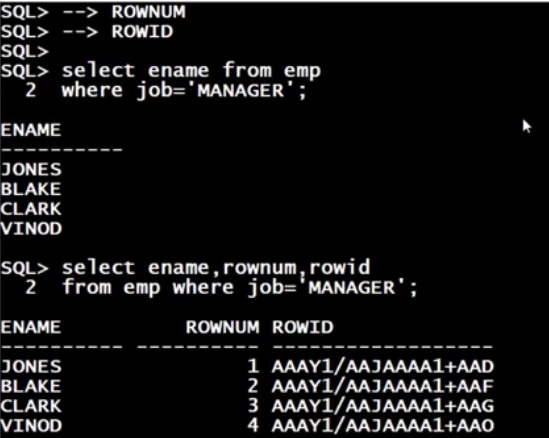 SQL> --> ROWNUM
SQL> --> ROWID
SQL>
SQL> select ename from emp
  2  where job='MANAGER';
ENAME
----------
JONES
BLAKE
CLARK
VINOD
SQL> select ename,rownum,rowid
  2  from emp where job='MANAGER';
ENAME          ROWNUM ROWID
---------- ---------- ------------------
JONES               1 AAAY1/AAJAAAA1+AAD
BLAKE               2 AAAY1/AAJAAAA1+AAF
CLARK               3 AAAY1/AAJAAAA1+AAG
VINOD               4 AAAY1/AAJAAAA1+AAO